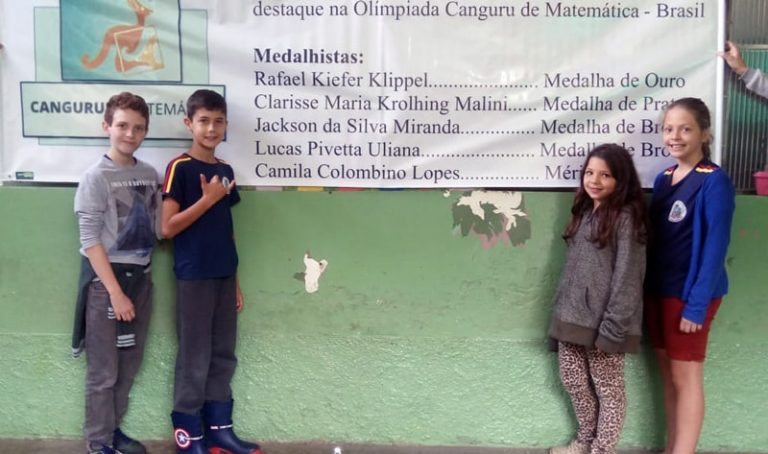 destaque na Olímpiada Canguru de Matemática - Brasil
Medalhistas:
Rafael Kiefer Klippel...................... Medalha de Ouro
Clarisse Maria Krolhing Malini...... Medalha de
Jackson da Silva Miranda................. Medalha de
Lucas Pivetta Uliana........................ Medalha de
Camila Colombino Lopes................
CANGURU